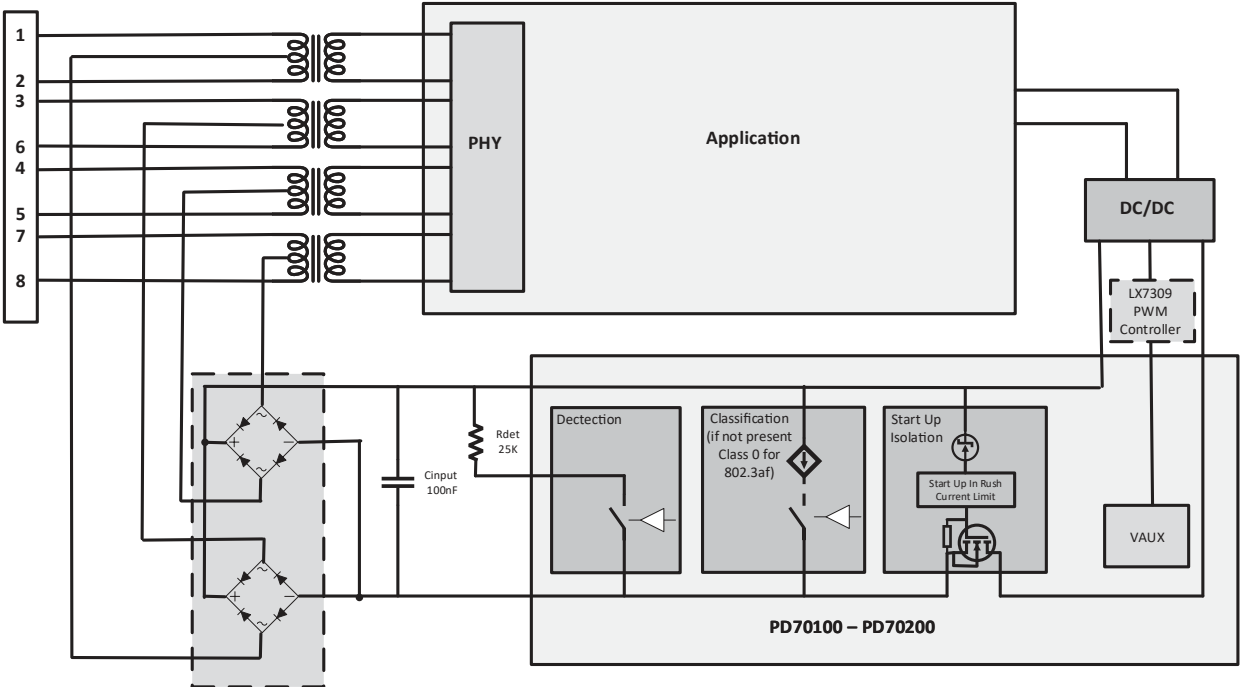 1
2
3
6
4
5
7
8
PHY
Application
DC/DC
LX7309
PWM
Controller
Dectection
Classification
(if not present
Class 0 for
802.3af)
Start Up
Isolation
Rdet
25K
Cinput
100nF
Start Up In Rush
Current Limit
VAUX
~
+
−
~
~
+
−
~
PD70100 – PD70200